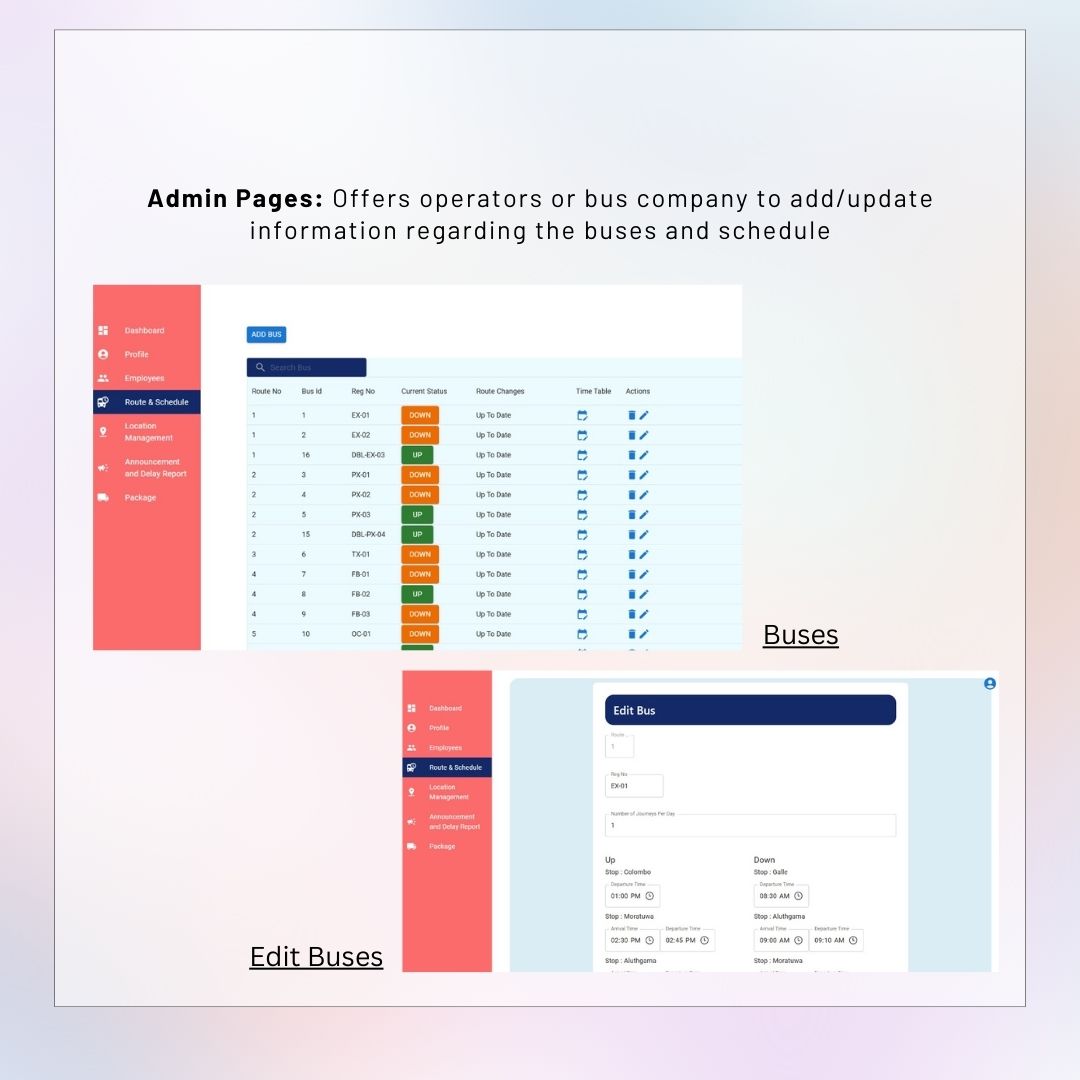 Admin Pages: Offers operators or bus company to add/update
information regarding the buses and schedule
Dashboard
Profile
Employees
Route & Schedule
Location
Management
Announcement
and Delay Report
Package
ADD BUS
Search Bus
Route No Bus Id Reg No Current Status Route Changes Time Table Actions
1 1 EX-01 DOWN Up To Date
1 2 EX-02 DOWN Up To Date
1 16 DBL-EX-03 UP Up To Date
2 3 PX-01 DOWN Up To Date
2 4 PX-02 DOWN Up To Date
2 5 PX-03 UP Up To Date
2 15 DBL-PX-04 UP Up To Date
3 6 TX-01 DOWN Up To Date
4 7 FB-01 DOWN Up To Date
4 8 FB-02 UP Up To Date
4 9 FB-03 DOWN Up To Date
5 10 OC-01 DOWN Up To Date
Buses
Dashboard
Profile
Employees
Route & Schedule
Location
Management
Announcement
and Delay Report
Package
Edit Bus
Route ...
1
Reg No
EX-01
Number of Journeys Per Day
1
Up Down
Stop : Colombo Stop : Galle
Departure Time Departure Time
01:00 PM 08:30 AM
Stop : Moratuwa Stop : Aluthgama
Arrival Time Departure Time Arrival Time Departure Time
02:30 PM 02:45 PM 09:00 AM 09:10 AM
Stop : Aluthgama Stop : Moratuwa
Edit Buses